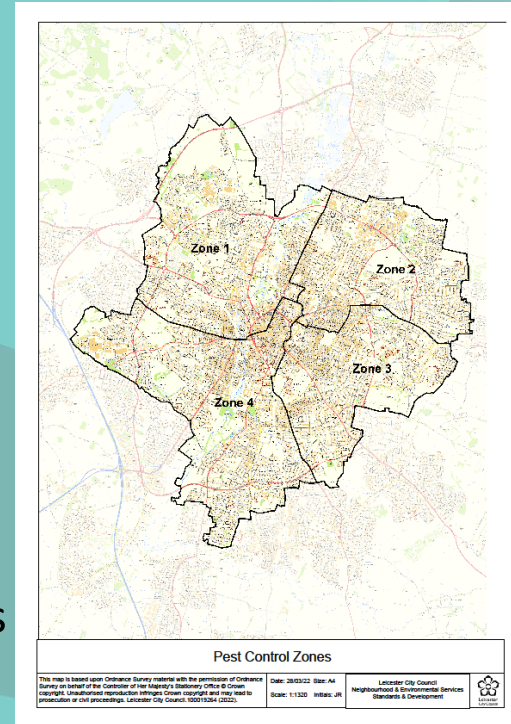 Zone 1
Zone 2
Zone 3
Zone 4
s
Pest Control Zones
This map is based upon Ordnance Survey material with the permission of Ordnance
Survey on behalf of the Controller of Her Majesty's Stationery Office © Crown
copyright. Unauthorised reproduction infringes Crown copyright and may lead to
prosecution or civil proceedings. Leicester City Council. 100019264 (2022).
Date: 28/03/22 Size: A4
Scale: 1:1320 Initials: JR
Leicester City Council
Neighbourhood & Environmental Services
Standards & Development
Leicester
City Council